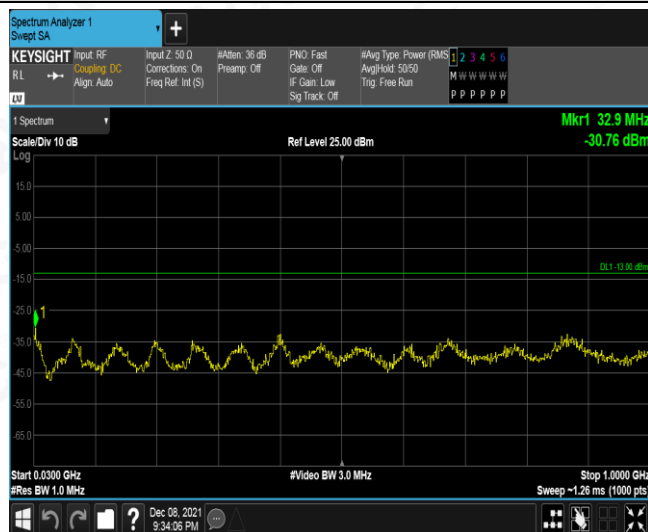 Spectrum Analyzer 1
Swept SA
KEYSIGHT Input: RF Input Z: 50 Ω #Atten: 36 dB PNO: Fast #Avg Type: Power (RMS 1 2 3 4 5 6
RL Coupling: DC Corrections: On Preamp: Off Gate: Off Avg|Hold: 50/50 M W W W W W
Align: Auto Freq Ref: Int (S) IF Gain: Low Trig: Free Run
LXI Sig Track: Off P P P P P P
1 Spectrum Mkr1 32.9 MHz
Scale/Div 10 dB Ref Level 25.00 dBm -30.76 dBm
Log
15.0
5.00
-5.00
DL1 -13.00 dBm
-15.0
-25.0
1
-35.0
-45.0
-55.0
-65.0
Start 0.0300 GHz #Video BW 3.0 MHz Stop 1.0000 GHz
#Res BW 1.0 MHz Sweep ~1.26 ms (1000 pts)
? Dec 08, 2021
9:34:06 PM